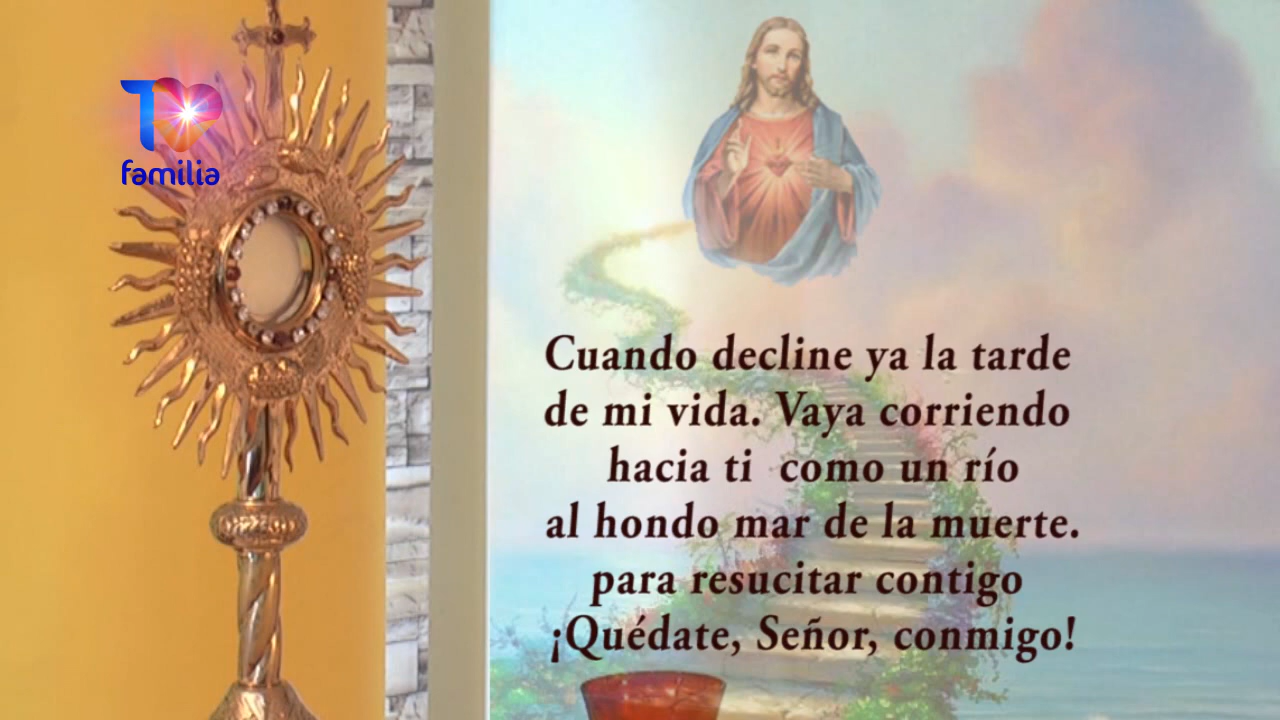 T
familia
Cuando decline ya la tarde
de mi vida. Vaya corriendo
hacia ti como un río
al hondo mar de la muerte.
para resucitar contigo
¡Quédate, Señor, conmigo!